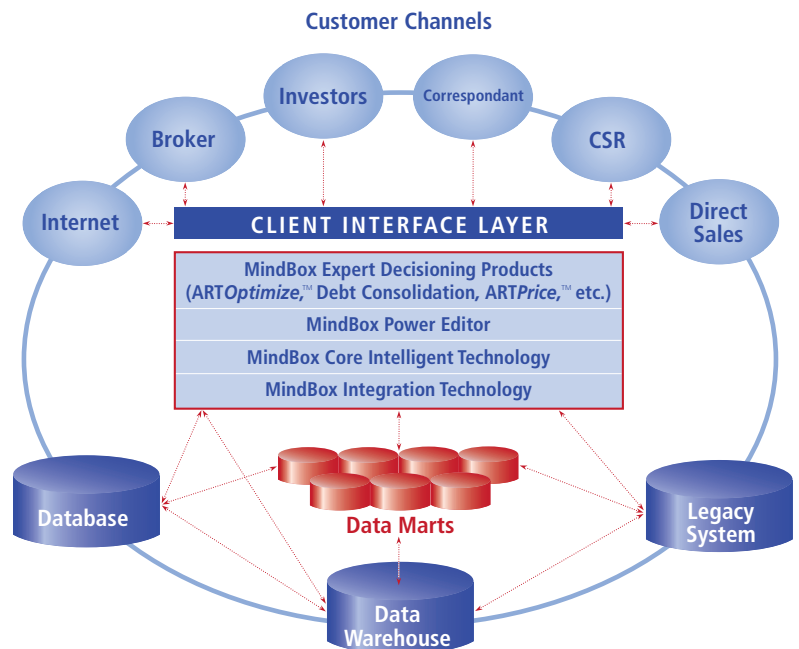 Customer Channels
Investors
Correspondant
Broker
CSR
Internet
Direct
Sales
CLIENT INTERFACE LAYER
MindBox Expert Decisioning Products
(ARTOptimize,™ Debt Consolidation, ARTPrice,™ etc.)
MindBox Power Editor
MindBox Core Intelligent Technology
MindBox Integration Technology
Database
Data Marts
Legacy
System
Data
Warehouse